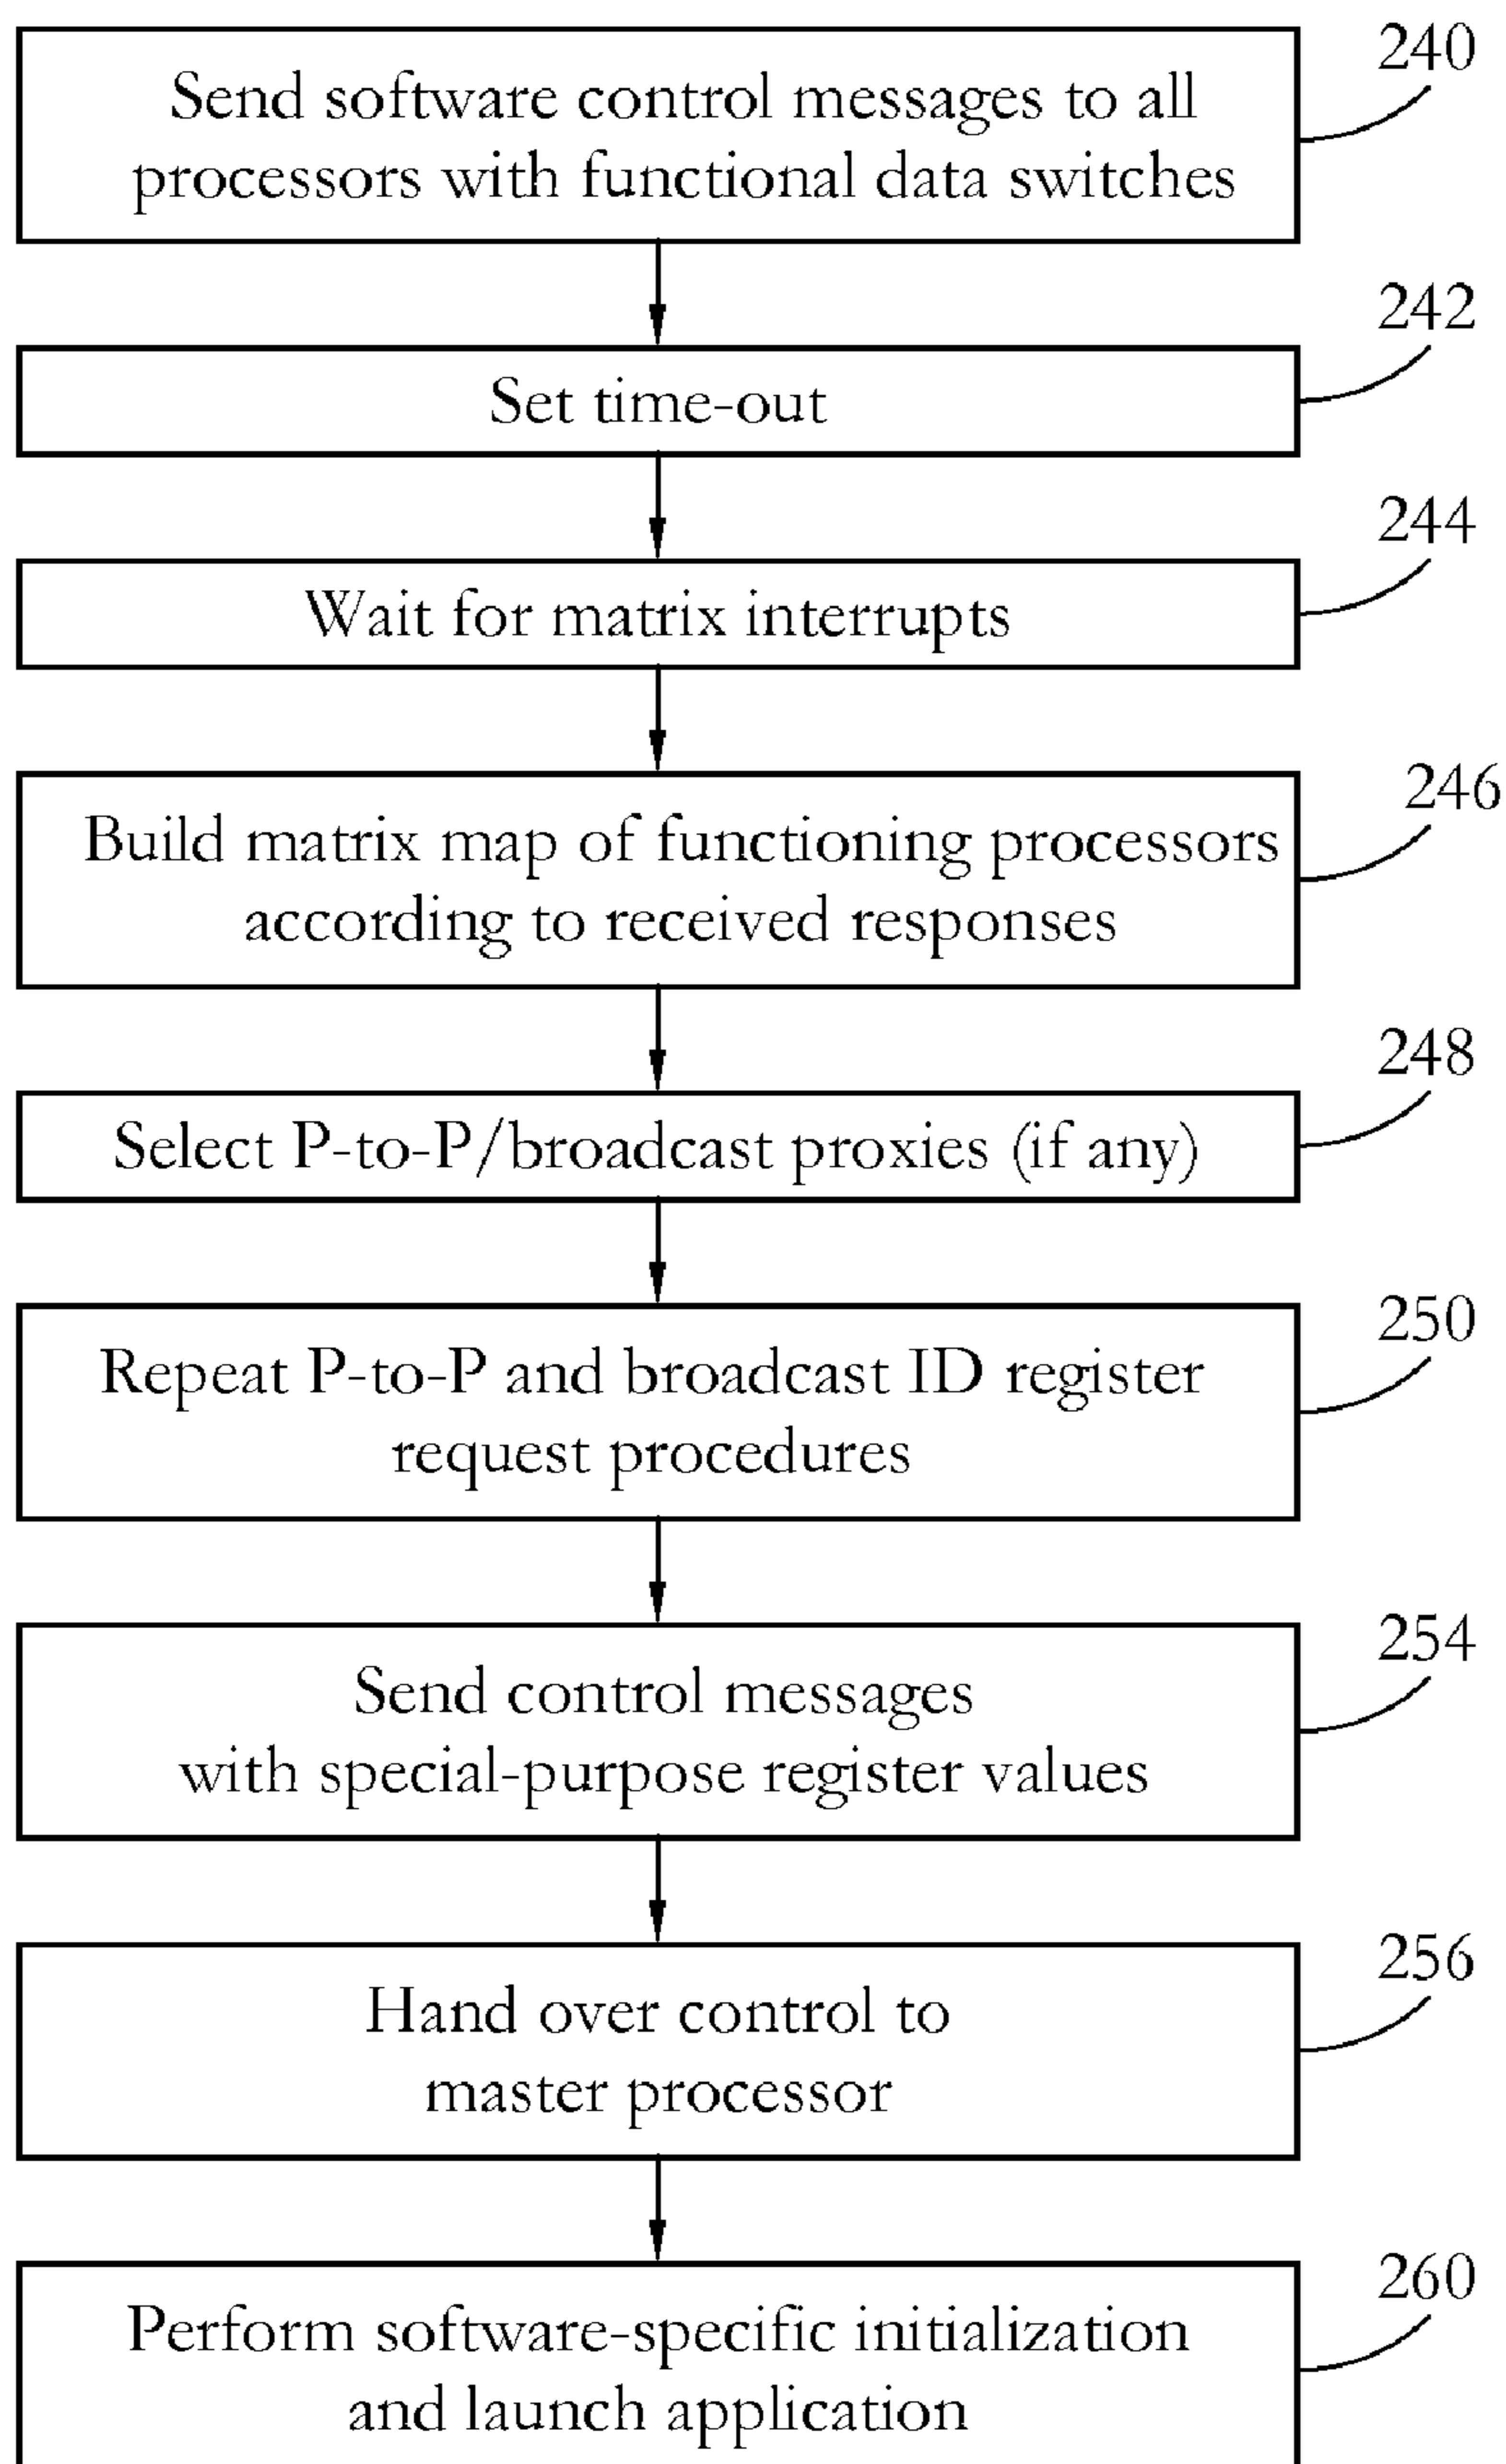 240
Send software control messages to all
processors with functional data switches
242
Set time-out
244
Wait for matrix interrupts
246
Build matrix map of functioning processors
according to received responses
248
Select P-to-P/broadcast proxies (if any)
250
Repeat P-to-P and broadcast ID register
request procedures
254
Send control messages
with special-purpose register values
256
Hand over control to
master processor
260
Perform software-specific initialization
and launch application